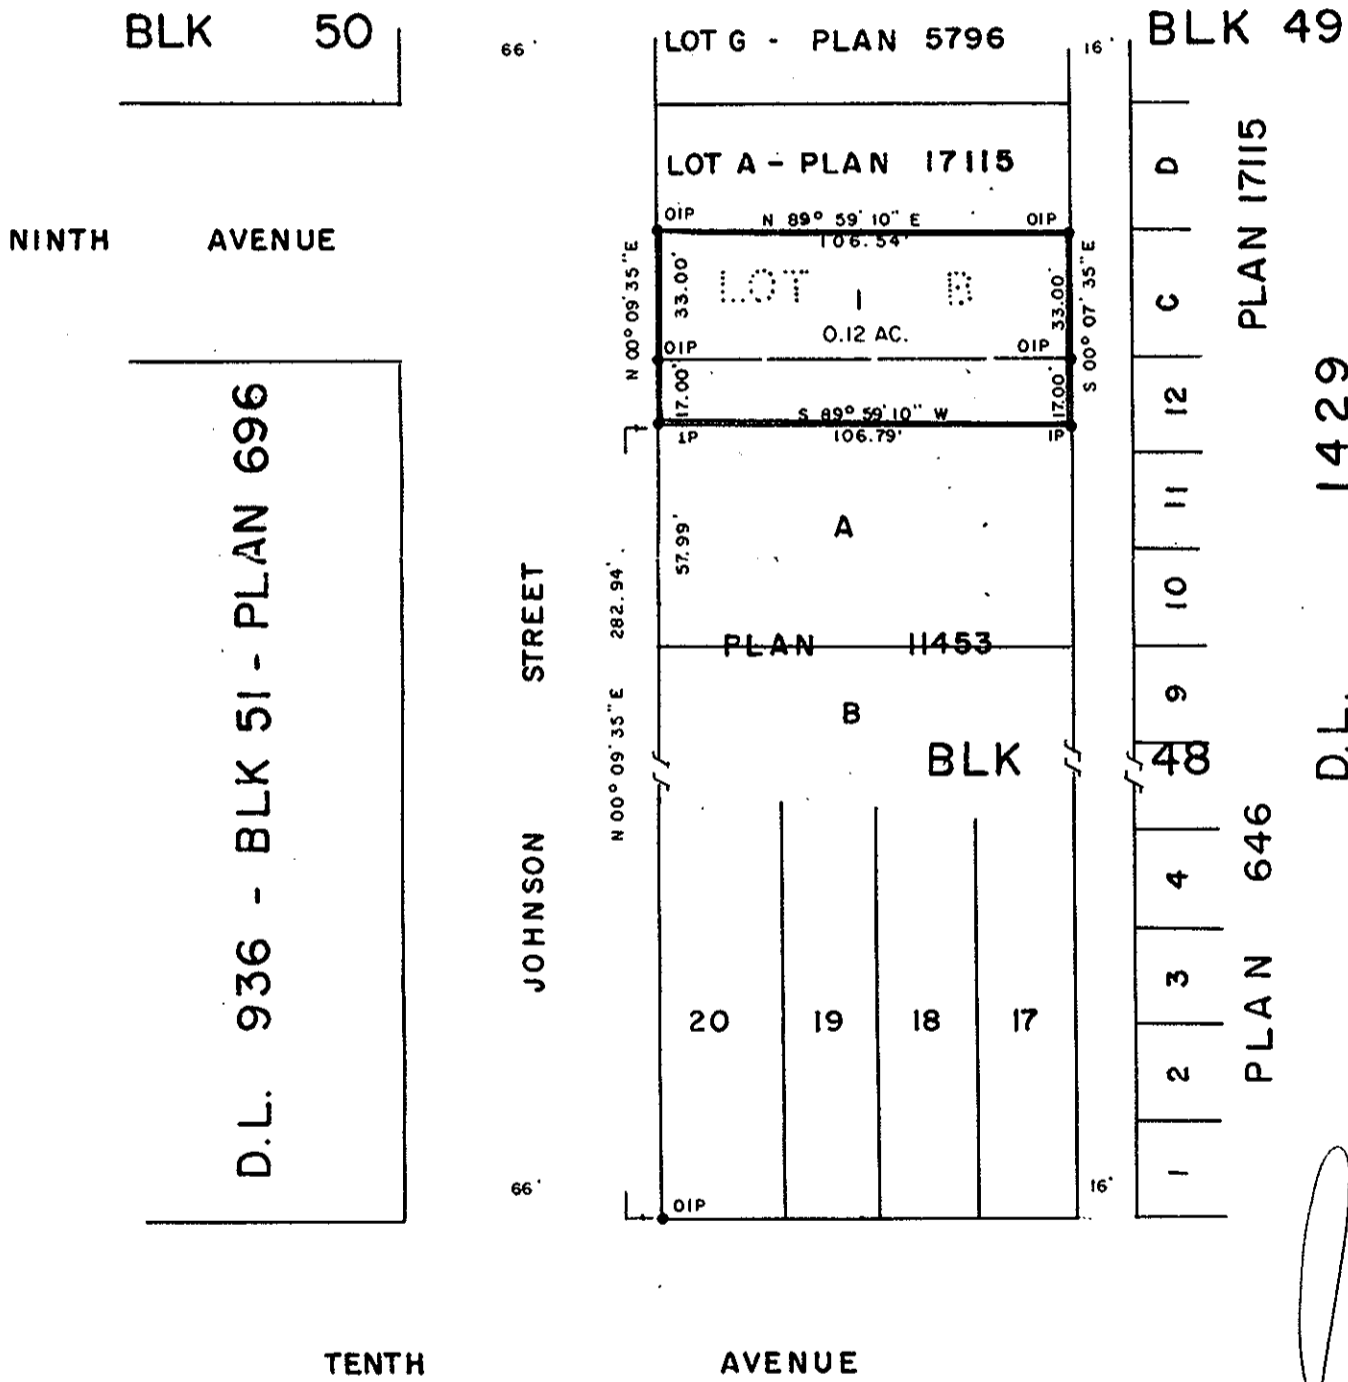 BLK 50
66'
LOT G - PLAN 5796
16'
BLK 49
LOT A - PLAN 17115
D
PLAN 17115
NINTH AVENUE
OIP
N 89° 59' 10" E
OIP
106.54'
N 00° 09' 35" E
33.00'
LOT B
1
33.00'
S 00° 07' 35" E
C
0.12 AC.
OIP
OIP
17.00'
17.00'
12
S 89° 59' 10" W
IP
106.79'
IP
D.L. 936 - BLK 51 - PLAN 696
11
A
57.99'
D.L. 1429
10
JOHNSON STREET
N 00° 09' 35" E 282.94'
PLAN 11453
9
B
BLK 48
4
PLAN 646
3
20
19
18
17
2
1
66'
OIP
16'
TENTH AVENUE